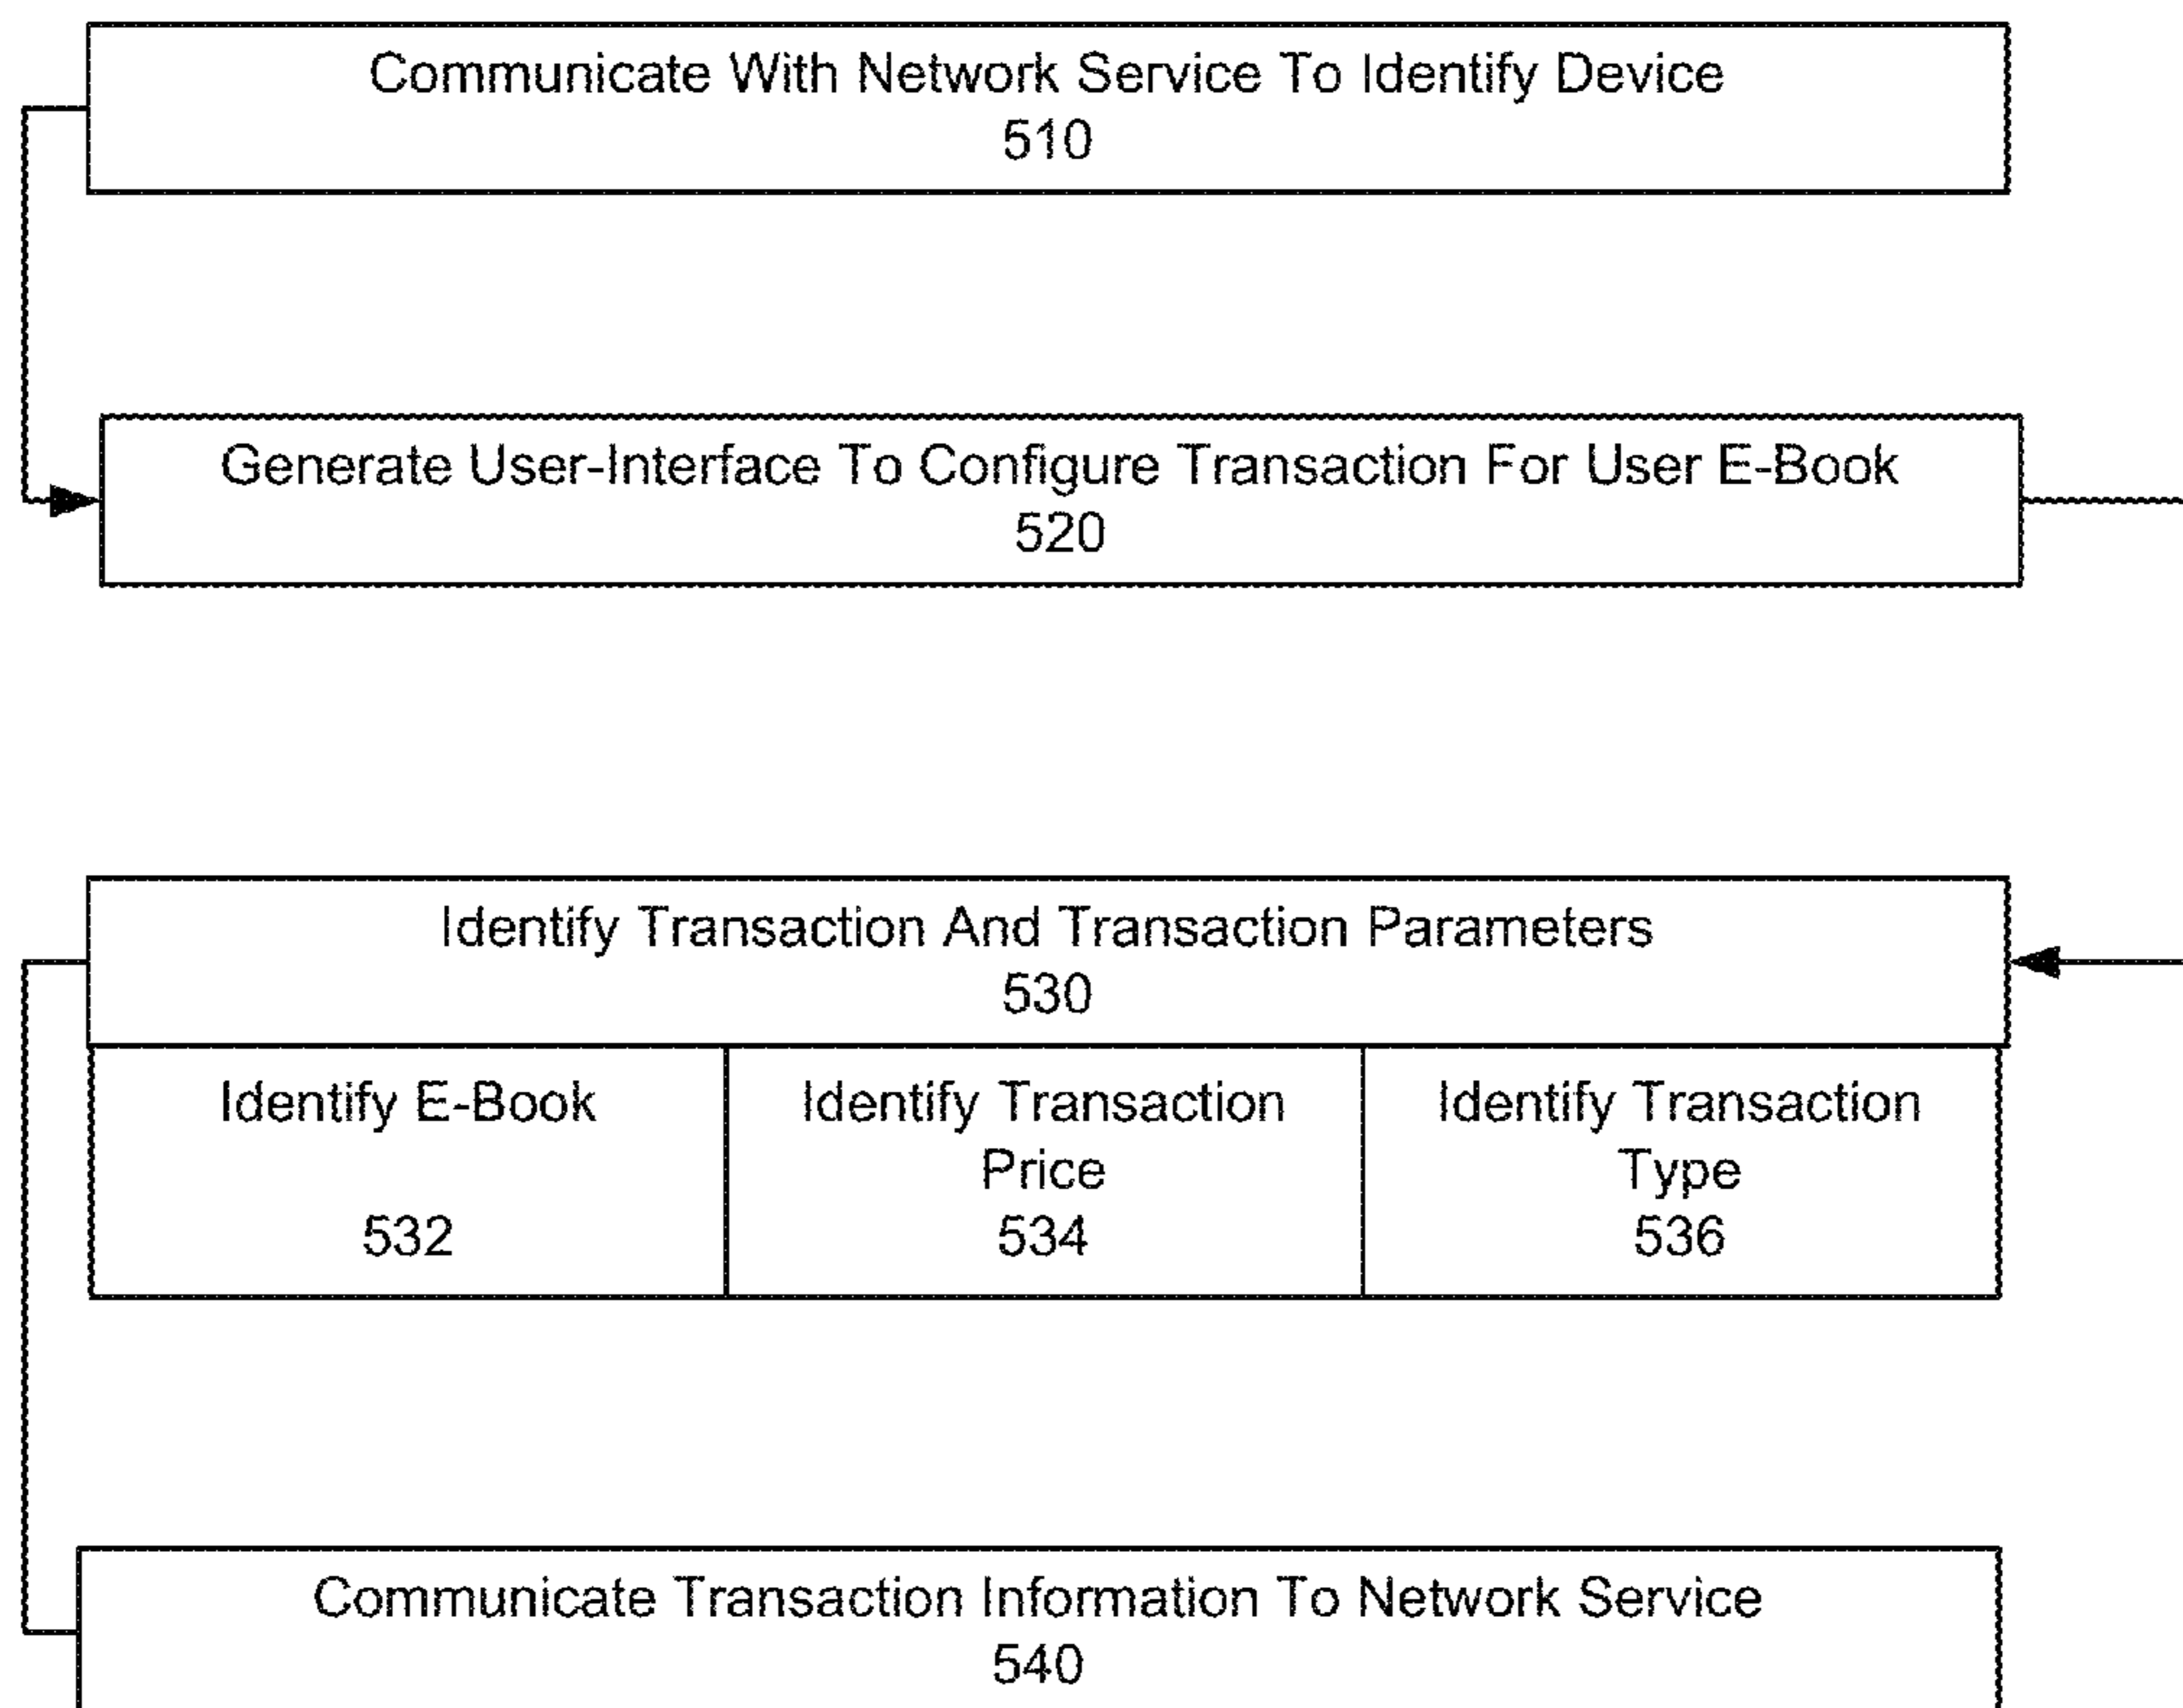 Communicate With Network Service To Identify Device
510
Generate User-Interface To Configure Transaction For User E-Book
520
Identify Transaction And Transaction Parameters
530
Identify E-Book
532
Identify Transaction
Price
534
Identify Transaction
Type
536
Communicate Transaction Information To Network Service
540